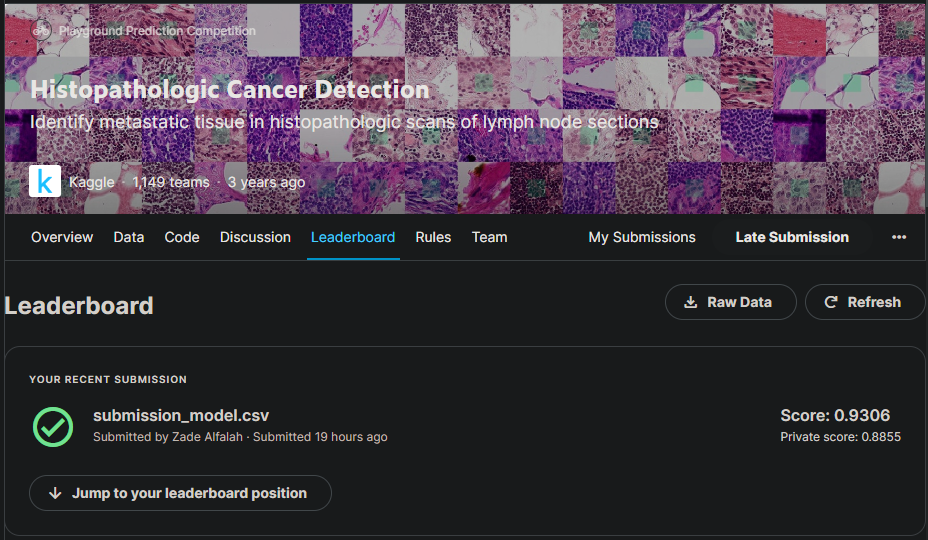 Playground Prediction Competition
Histopathologic Cancer Detection
Identify metastatic tissue in histopathologic scans of lymph node sections
k Kaggle · 1,149 teams · 3 years ago
Overview Data Code Discussion Leaderboard Rules Team My Submissions Late Submission •••
Leaderboard Raw Data Refresh
YOUR RECENT SUBMISSION
submission_model.csv Score: 0.9306
Submitted by Zade Alfalah · Submitted 19 hours ago Private score: 0.8855
Jump to your leaderboard position